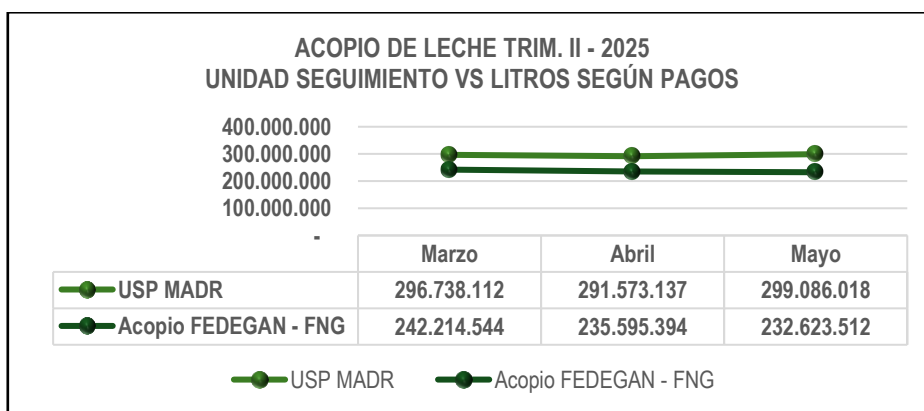 ACOPIO DE LECHE TRIM. II - 2025
UNIDAD SEGUIMIENTO VS LITROS SEGÚN PAGOS
400.000.000
300.000.000
200.000.000
100.000.000
-
Marzo Abril Mayo
USP MADR 296.738.112 291.573.137 299.086.018
Acopio FEDEGAN - FNG 242.214.544 235.595.394 232.623.512
USP MADR Acopio FEDEGAN - FNG